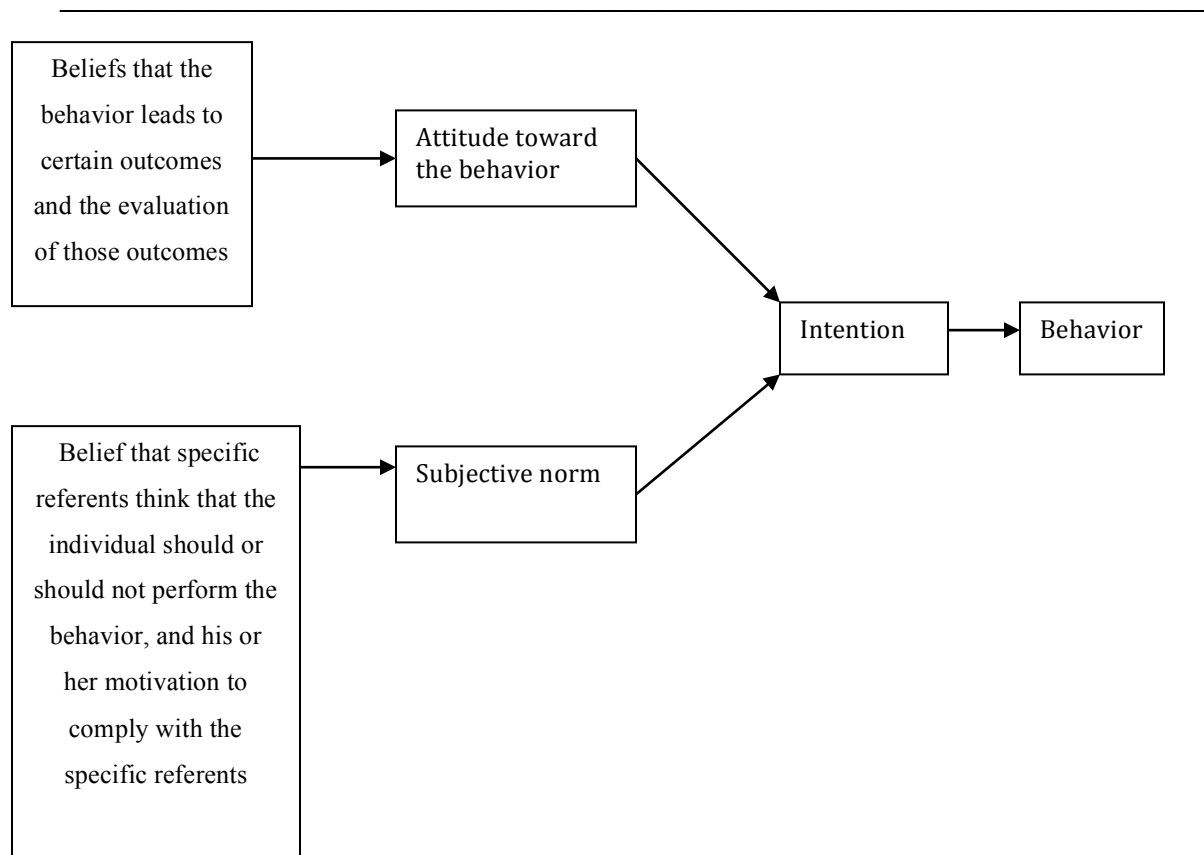 Beliefs that the
behavior leads to
certain outcomes
and the evaluation
of those outcomes
Attitude toward
the behavior
Intention
Behavior
Belief that specific
referents think that the
individual should or
should not perform the
behavior, and his or
her motivation to
comply with the
specific referents
Subjective norm